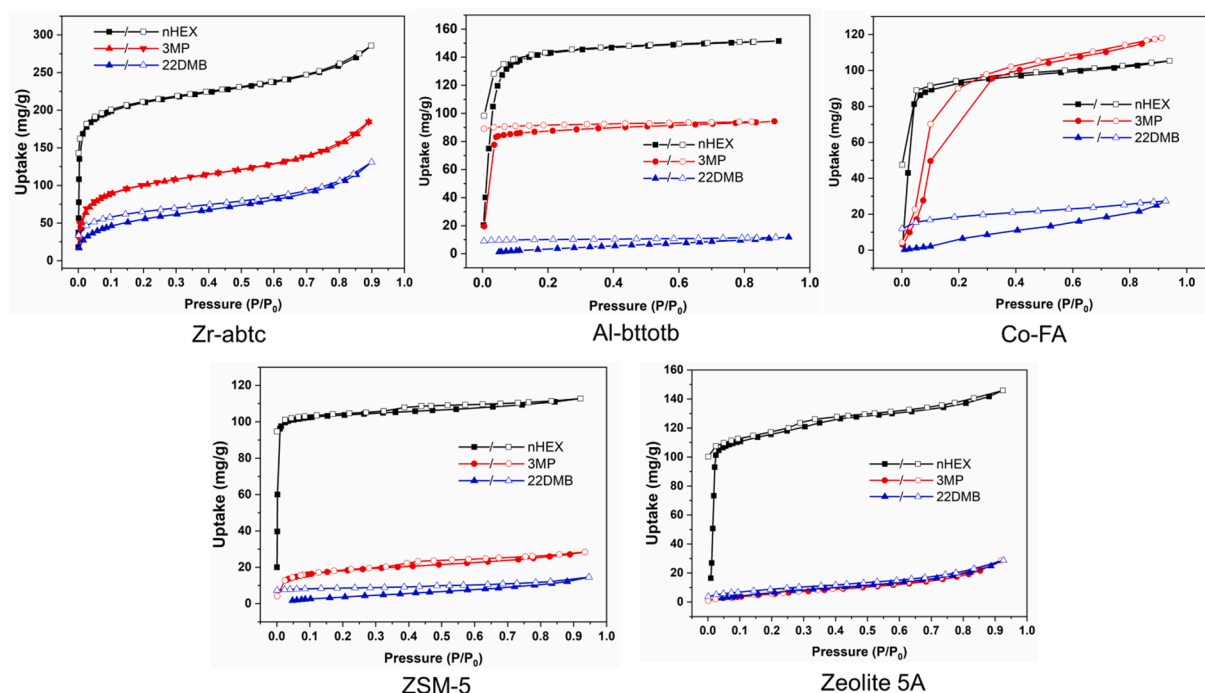 300
250
200
150
100
50
0
0.0 0.1 0.2 0.3 0.4 0.5 0.6 0.7 0.8 0.9 1.0
Uptake (mg/g)
Pressure (P/P0)
/ nHEX
/ 3MP
/ 22DMB
Zr-abtc
160
140
120
100
80
60
40
20
0
0.0 0.2 0.4 0.6 0.8 1.0
Uptake (mg/g)
Pressure (P/P0)
/ nHEX
/ 3MP
/ 22DMB
Al-bttotb
120
100
80
60
40
20
0
0.0 0.2 0.4 0.6 0.8 1.0
Uptake (mg/g)
Pressure (P/P0)
/ nHEX
/ 3MP
/ 22DMB
Co-FA
120
100
80
60
40
20
0
0.0 0.1 0.2 0.3 0.4 0.5 0.6 0.7 0.8 0.9 1.0
Uptake (mg/g)
Pressure (P/P0)
/ nHEX
/ 3MP
/ 22DMB
ZSM-5
160
140
120
100
80
60
40
20
0
0.0 0.1 0.2 0.3 0.4 0.5 0.6 0.7 0.8 0.9 1.0
Uptake (mg/g)
Pressure (P/P0)
/ nHEX
/ 3MP
/ 22DMB
Zeolite 5A